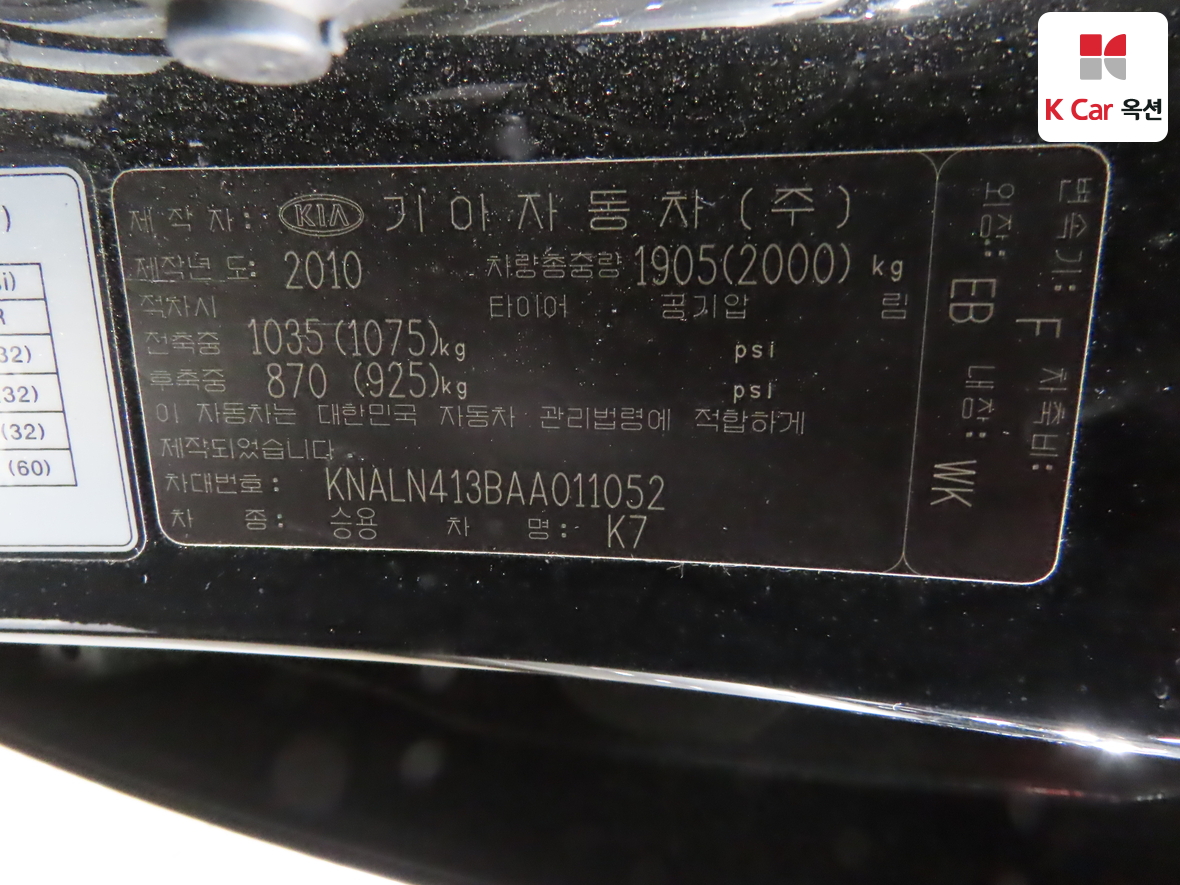 K Car 옥션
제 작 자 : KIA 기 아 자 동 차 ( 주 )
제작년 도: 2010 차량총중량 1905(2000) kg
적차시 타이어 공기압 림
전축중 1035 (1075)kg psi
후축중 870 (925)kg psi
이 자동차는 대한민국 자동차 관리법령에 적합하게
제작되었습니다.
차대번호 : KNALN413BAA011052
차 종 : 승용 차 명 : K7
변속기: F 차축비:
외장: EB 내장: WK
)
si)
R
32)
(32)
(32)
(60)